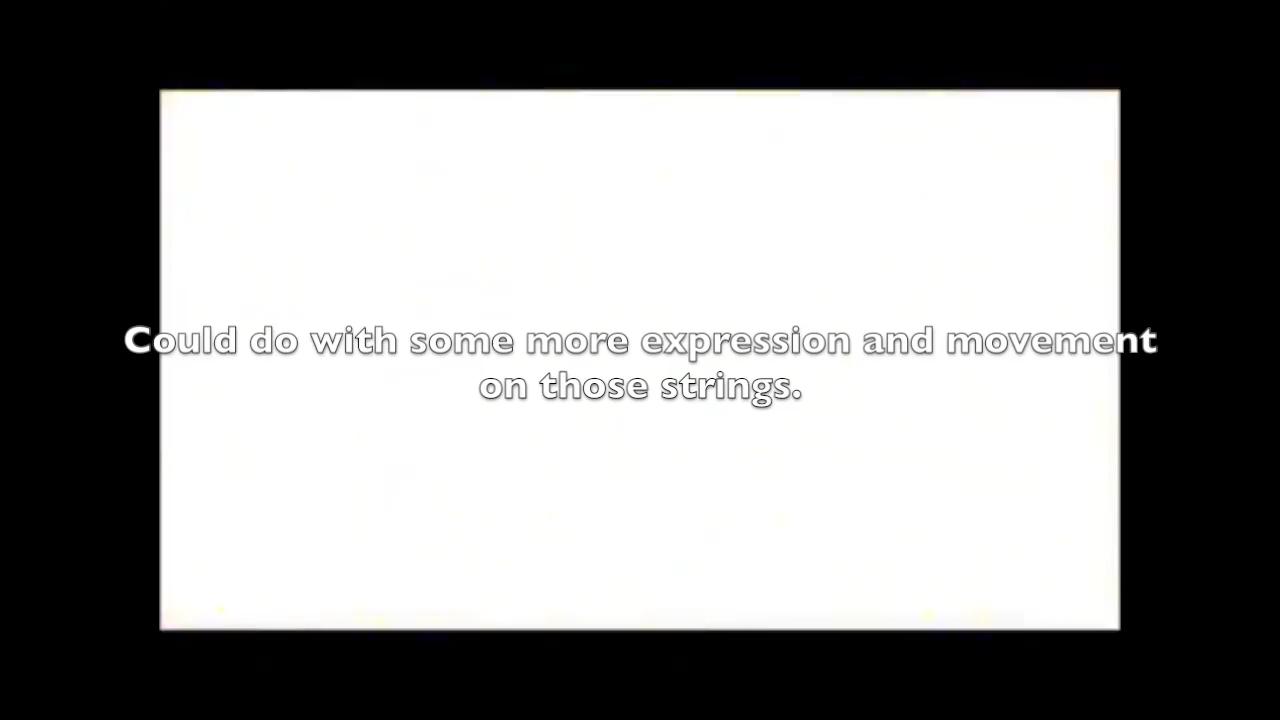 Could do with some more expression and movement
on those strings.